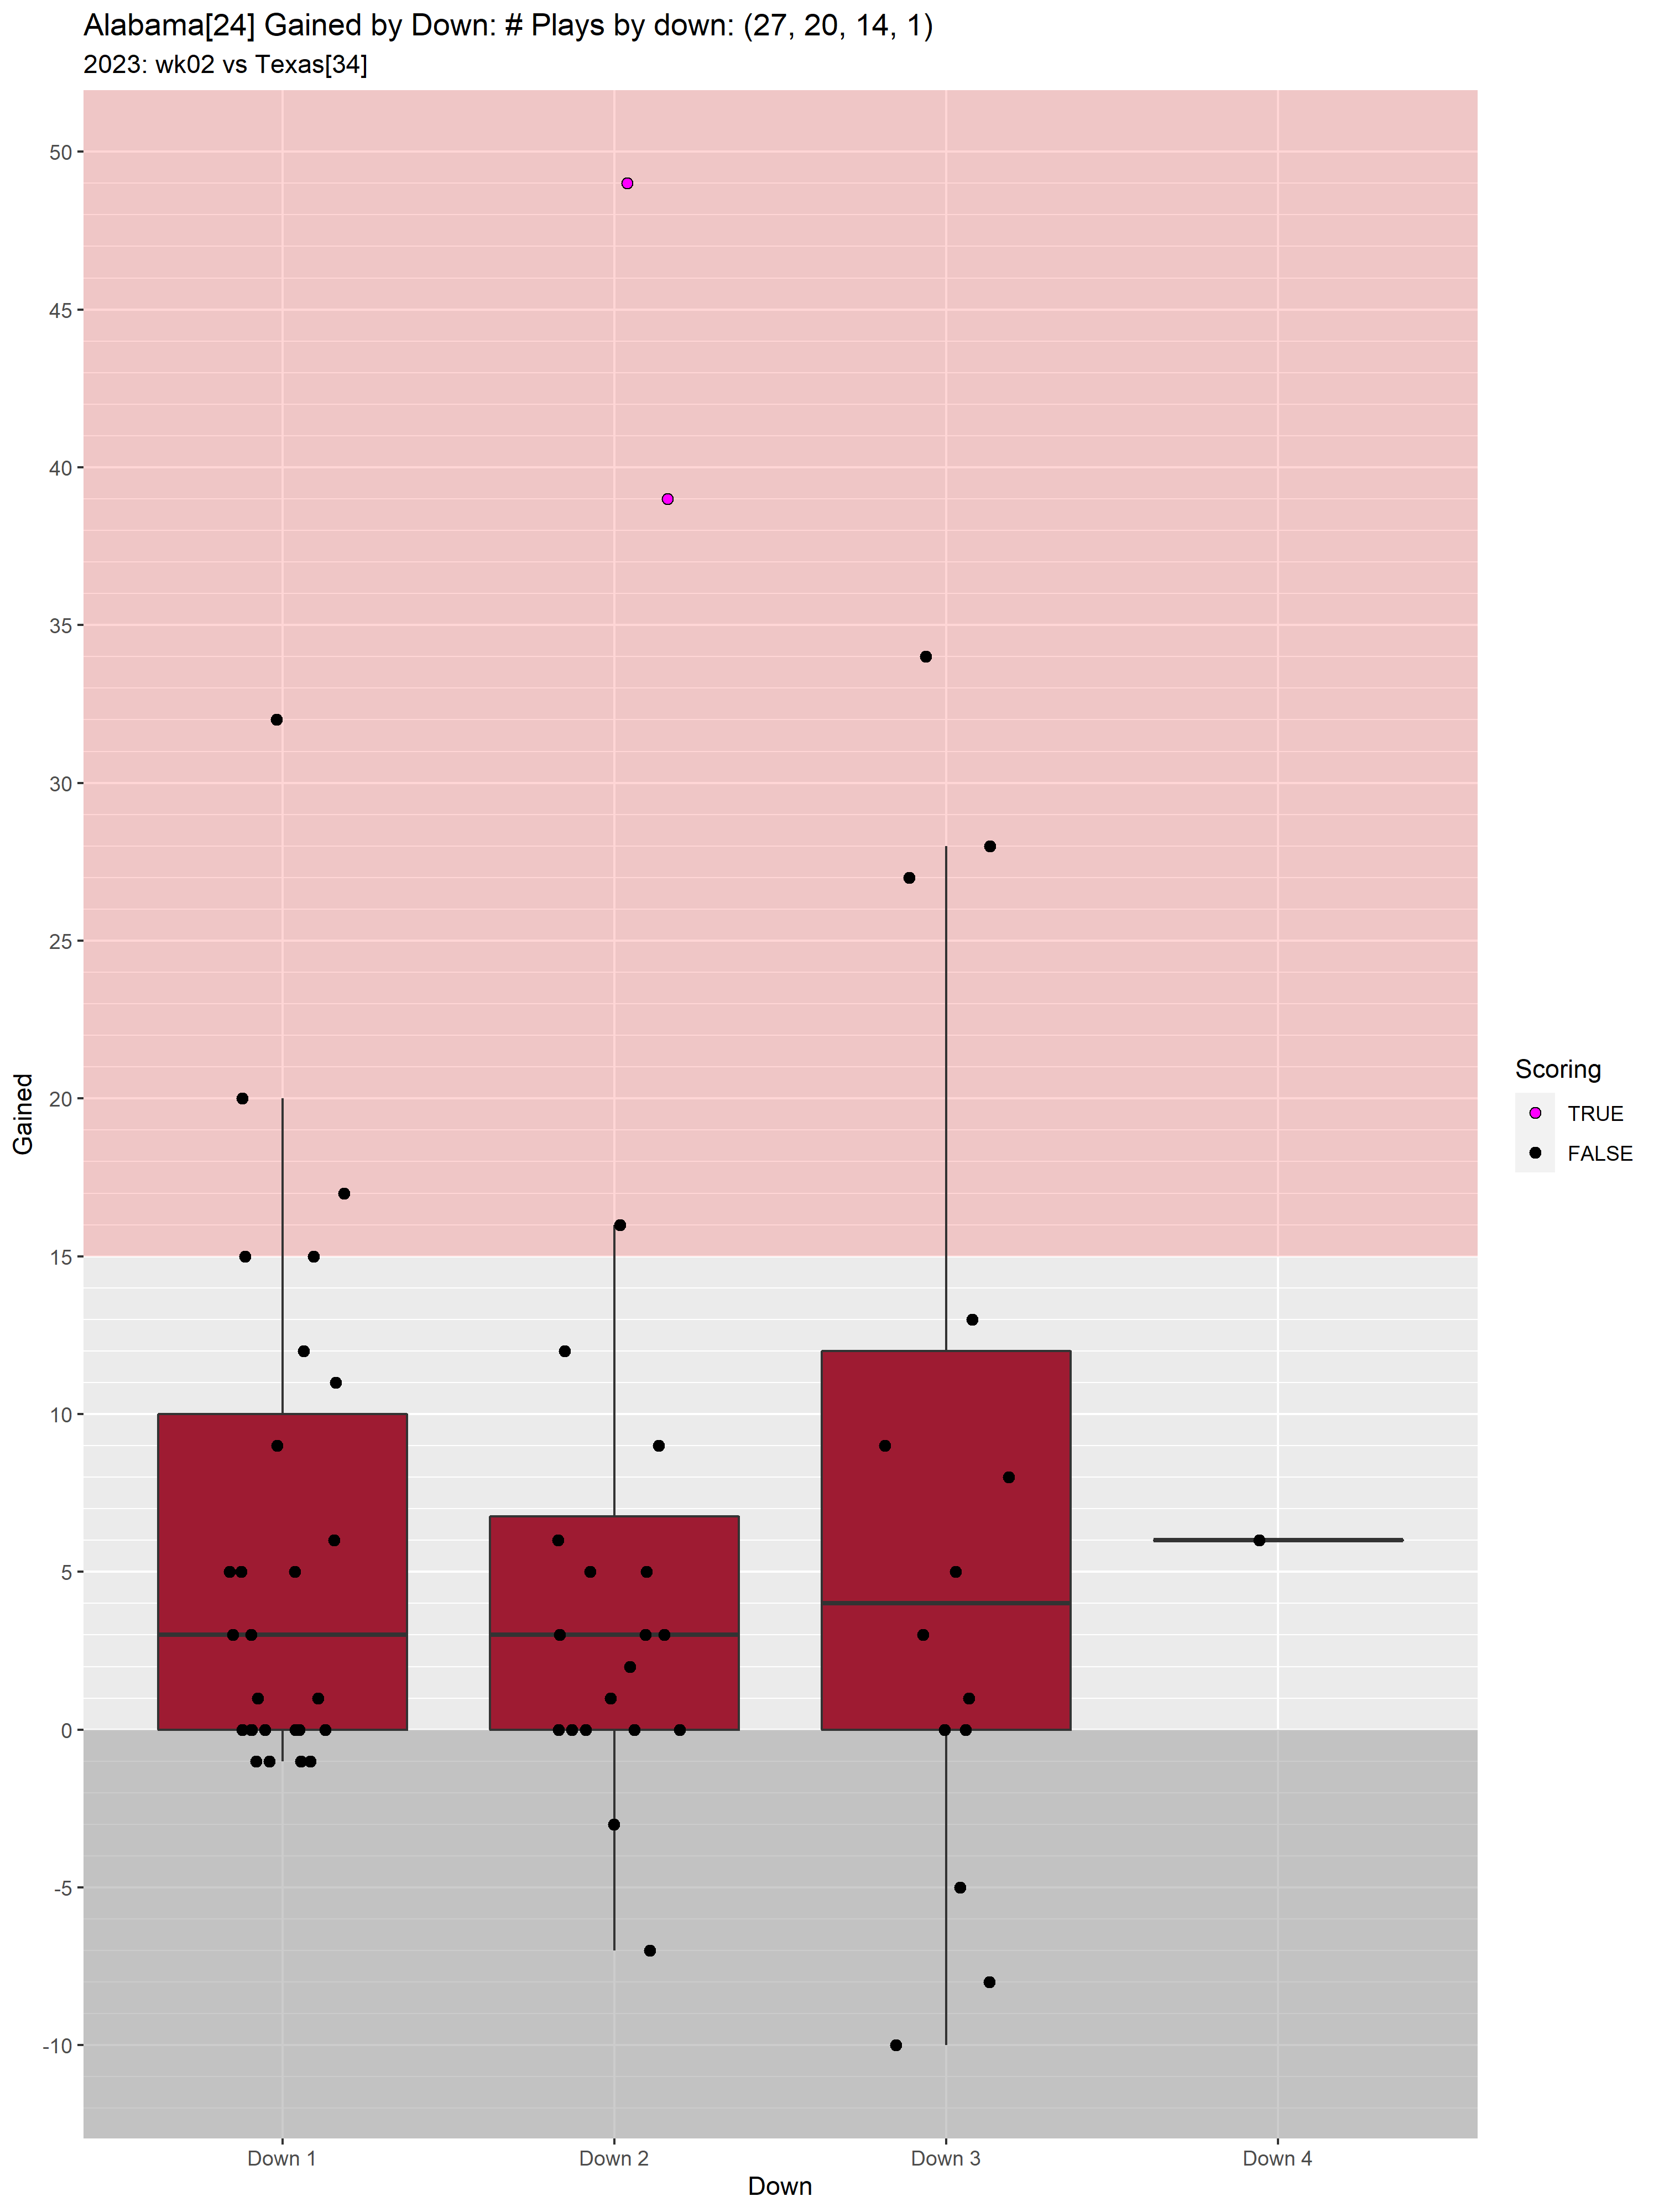 Alabama[24] Gained by Down: # Plays by down: (27, 20, 14, 1)
2023: wk02 vs Texas[34]
50
45
40
35
30
25
20
15
10
5
0
-5
-10
Gained
Down 1
Down 2
Down 3
Down 4
Down
Scoring
TRUE
FALSE